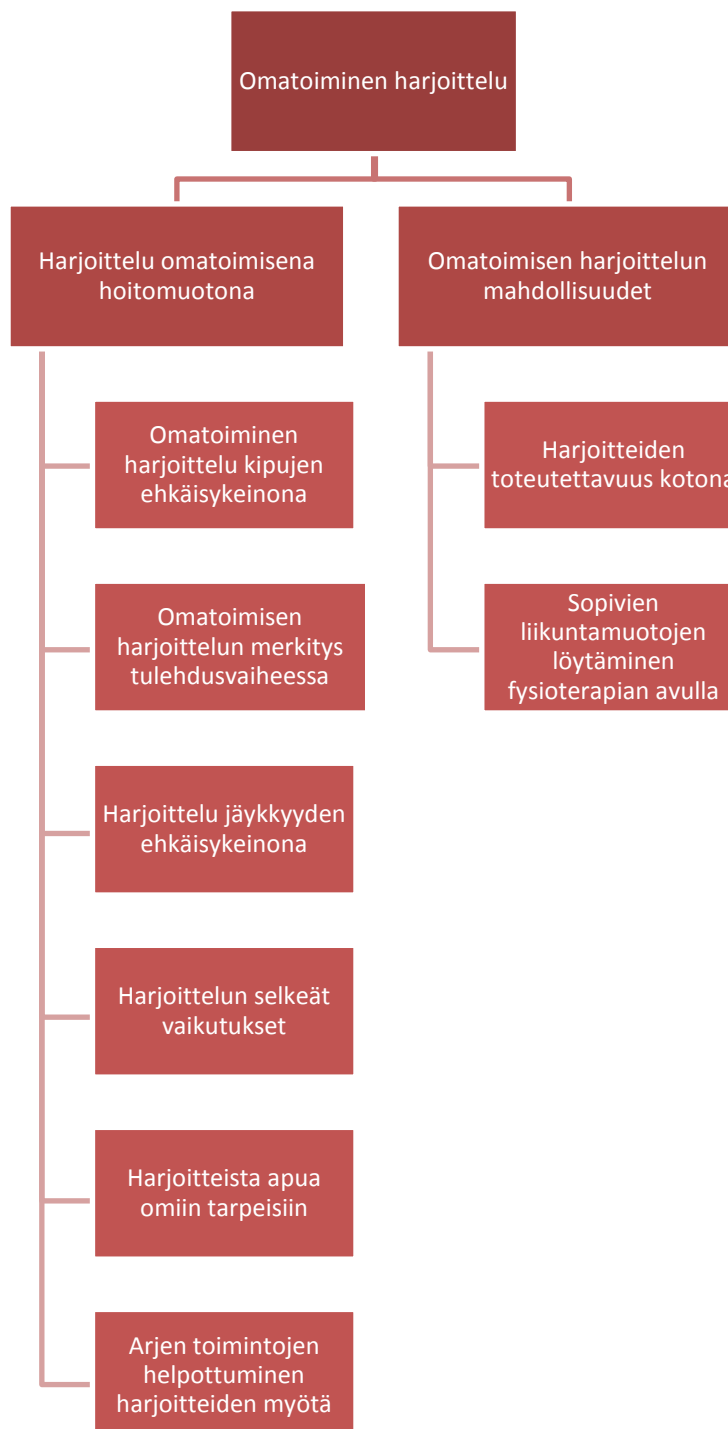 Omatoiminen harjoittelu
Harjoittelu omatoimisena
hoitomuotona
Omatoimisen harjoittelun
mahdollisuudet
Omatoiminen
harjoittelu kipujen
ehkäisykeinona
Omatoimisen
harjoittelun merkitys
tulehdusvaiheessa
Harjoittelu jäykkyyden
ehkäisykeinona
Harjoittelun selkeät
vaikutukset
Harjoitteista apua
omiin tarpeisiin
Arjen toimintojen
helpottuminen
harjoitteiden myötä
Harjoitteiden
toteutettavuus kotona
Sopivien
liikuntamuotojen
löytäminen
fysioterapian avulla